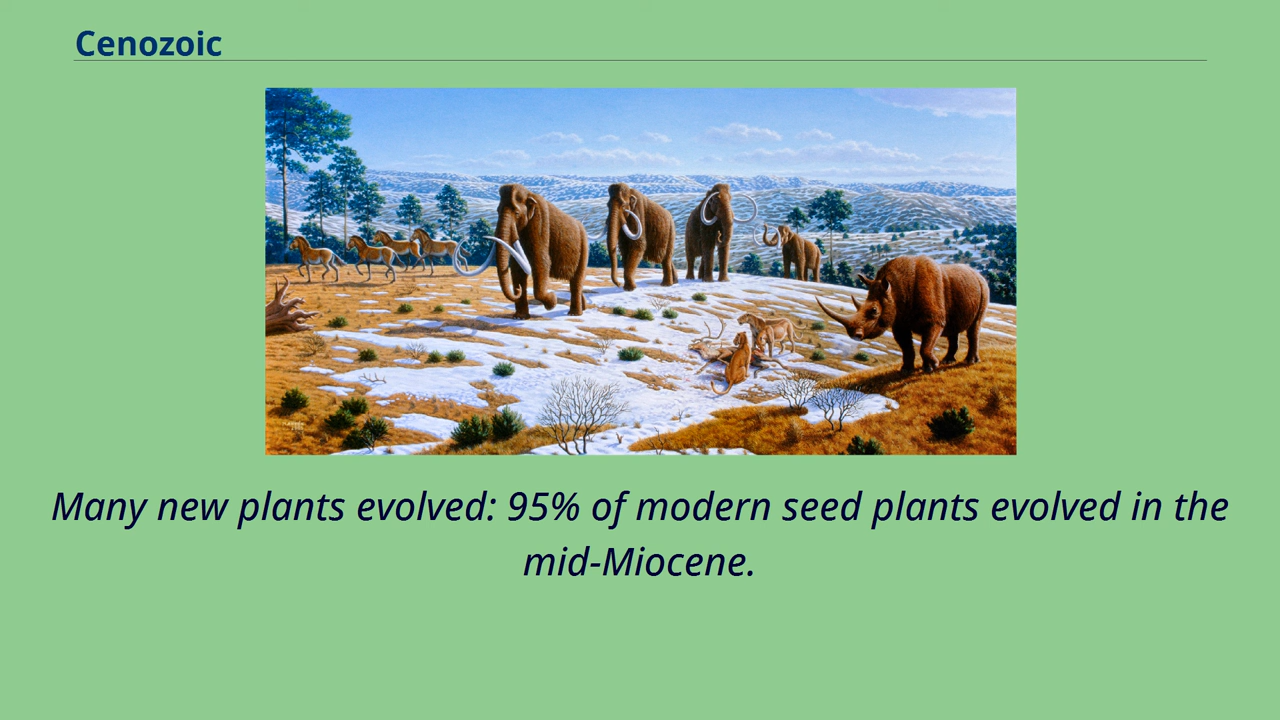 Cenozoic
Many new plants evolved: 95% of modern seed plants evolved in the
mid-Miocene.